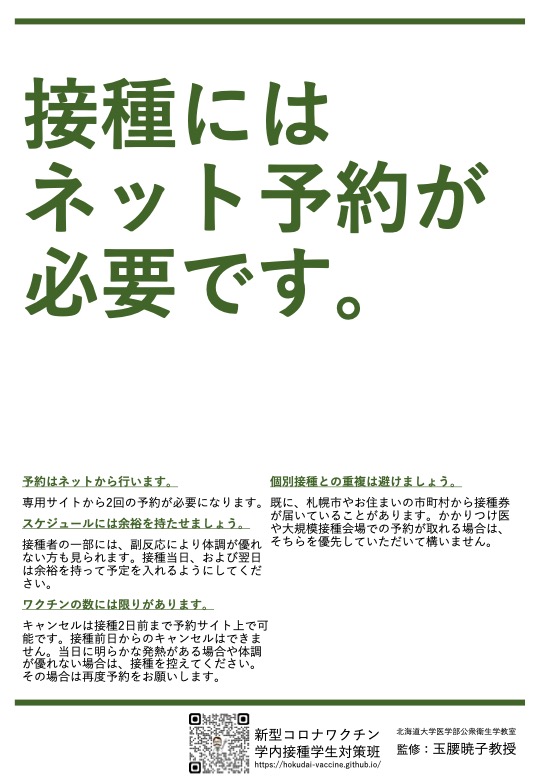 接種には
ネット予約が
必要です。
予約はネットから行います。
専用サイトから2回の予約が必要になります。
スケジュールには余裕を持たせましょう。
接種者の一部には、副反応により体調が優れ
ない方も見られます。接種当日、および翌日
は余裕を持って予定を入れるようにしてくだ
さい。
ワクチンの数には限りがあります。
キャンセルは接種2日前まで予約サイト上で可
能です。接種前日からのキャンセルはできま
せん。当日に明らかな発熱がある場合や体調
が優れない場合は、接種を控えてください。
その場合は再度予約をお願いします。
個別接種との重複は避けましょう。
既に、札幌市やお住まいの市町村から接種券
が届いていることがあります。かかりつけ医
や大規模接種会場での予約が取れる場合は、
そちらを優先していただいて構いません。
新型コロナワクチン
学内接種学生対策班
https://hokudai-vaccine.github.io/
北海道大学医学部公衆衛生学教室
監修：玉腰暁子教授